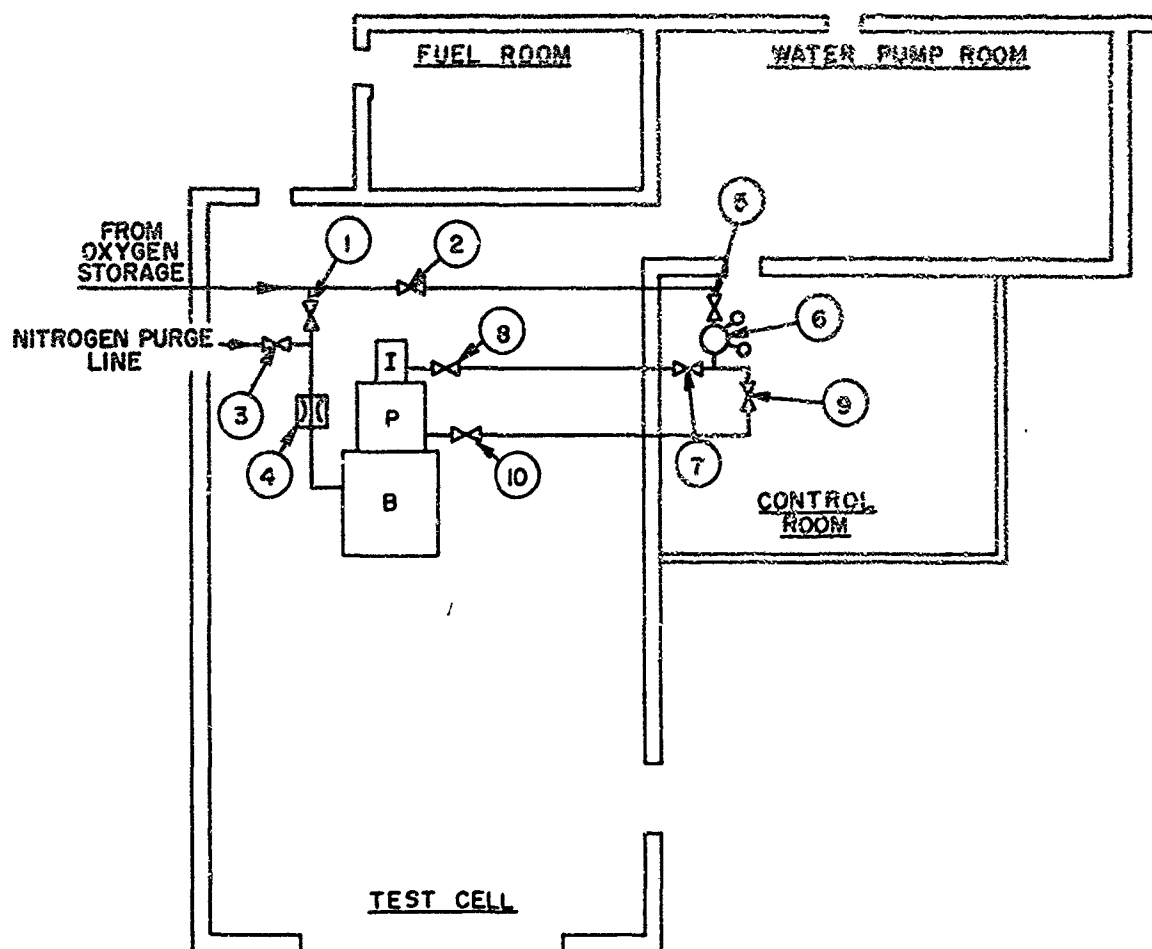 FUEL ROOM
WATER PUMP ROOM
FROM
OXYGEN
STORAGE
1
2
5
NITROGEN PURGE
LINE
3
4
I
P
B
8
6
9
7
10
CONTROL
ROOM
TEST CELL